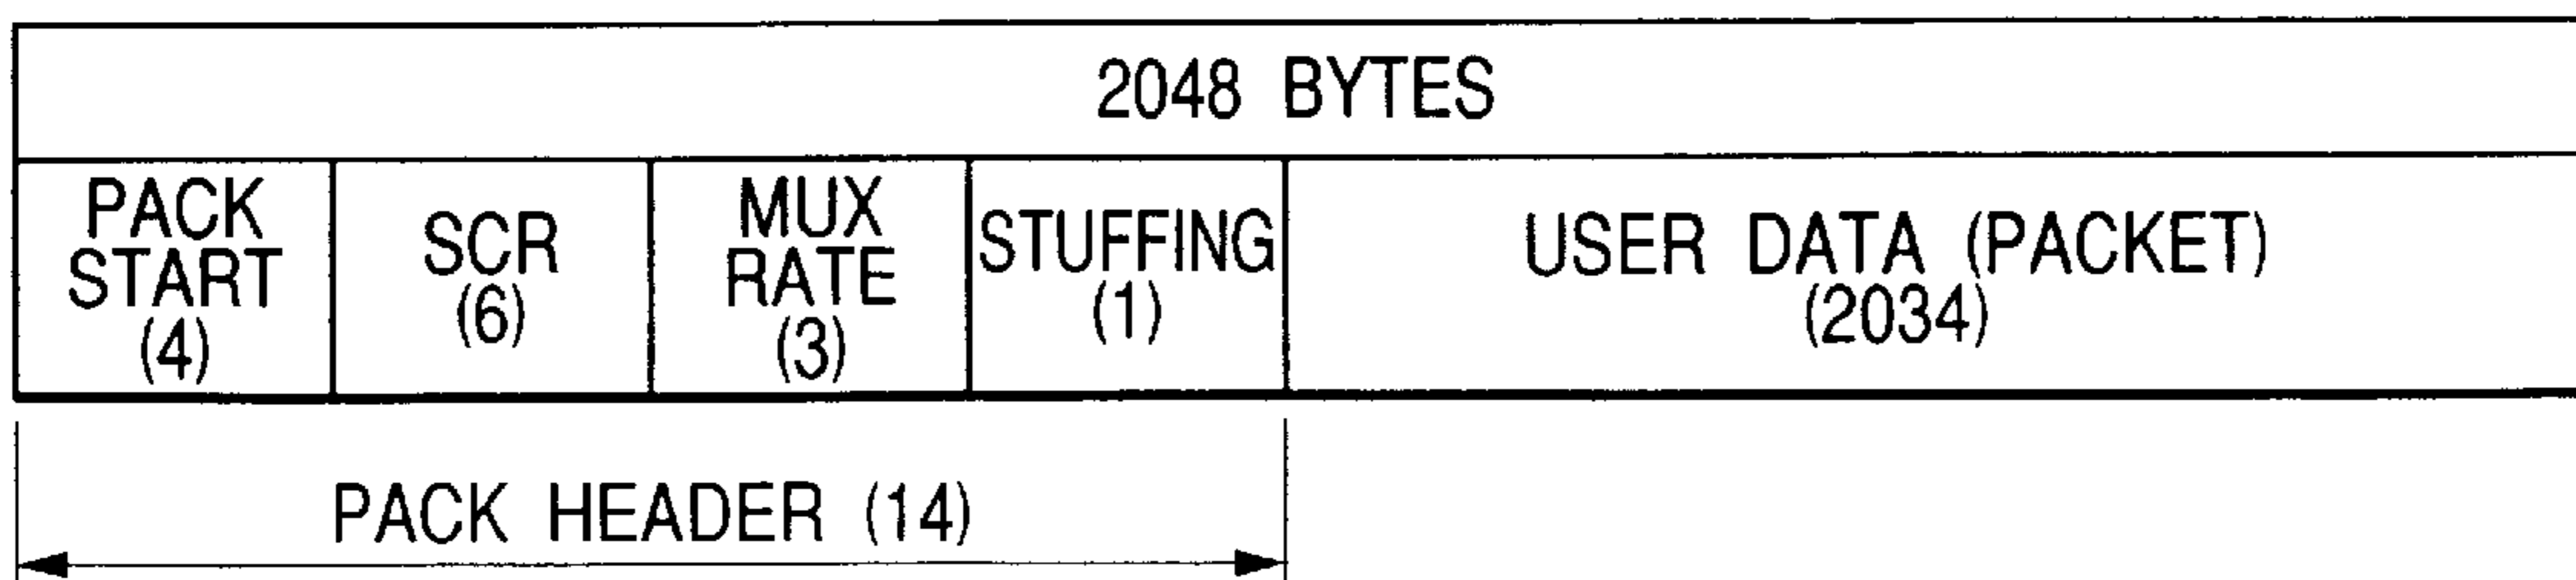 2048 BYTES
PACK
START
(4)
SCR
(6)
MUX
RATE
(3)
STUFFING
(1)
USER DATA (PACKET)
(2034)
PACK HEADER (14)